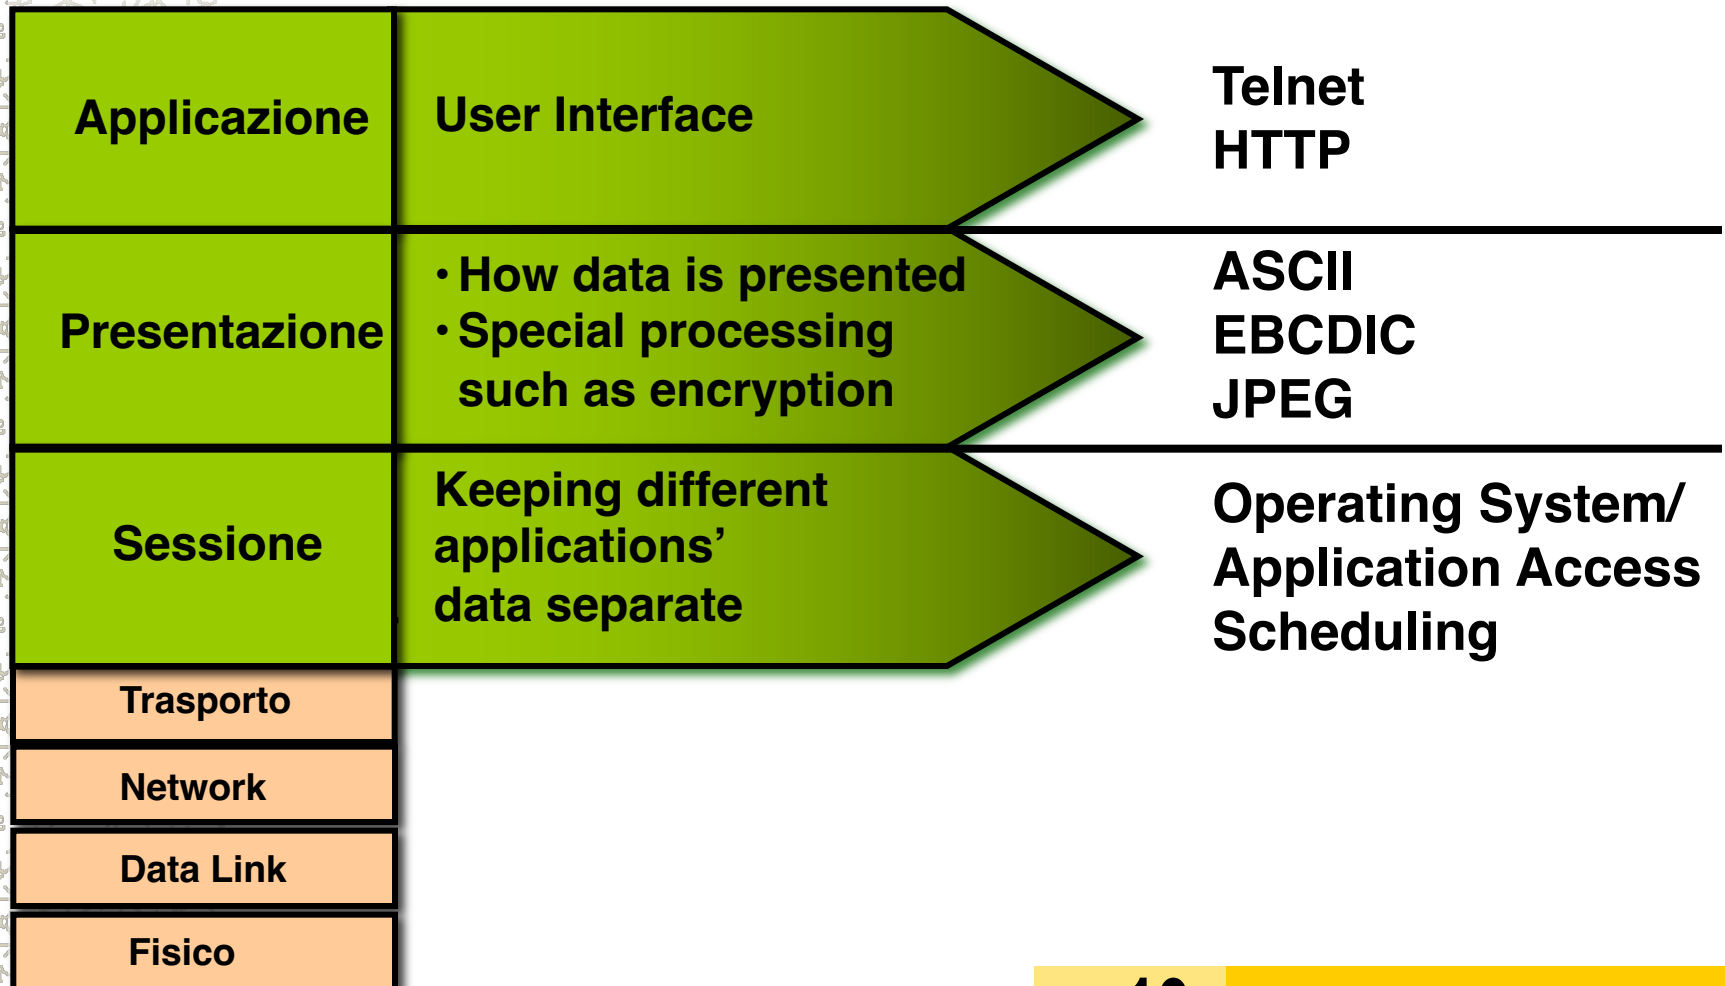 Applicazione
User Interface
Telnet
HTTP
Presentazione
• How data is presented
• Special processing
such as encryption
ASCII
EBCDIC
JPEG
Sessione
Keeping different
applications’
data separate
Operating System/
Application Access
Scheduling
Trasporto
Network
Data Link
Fisico